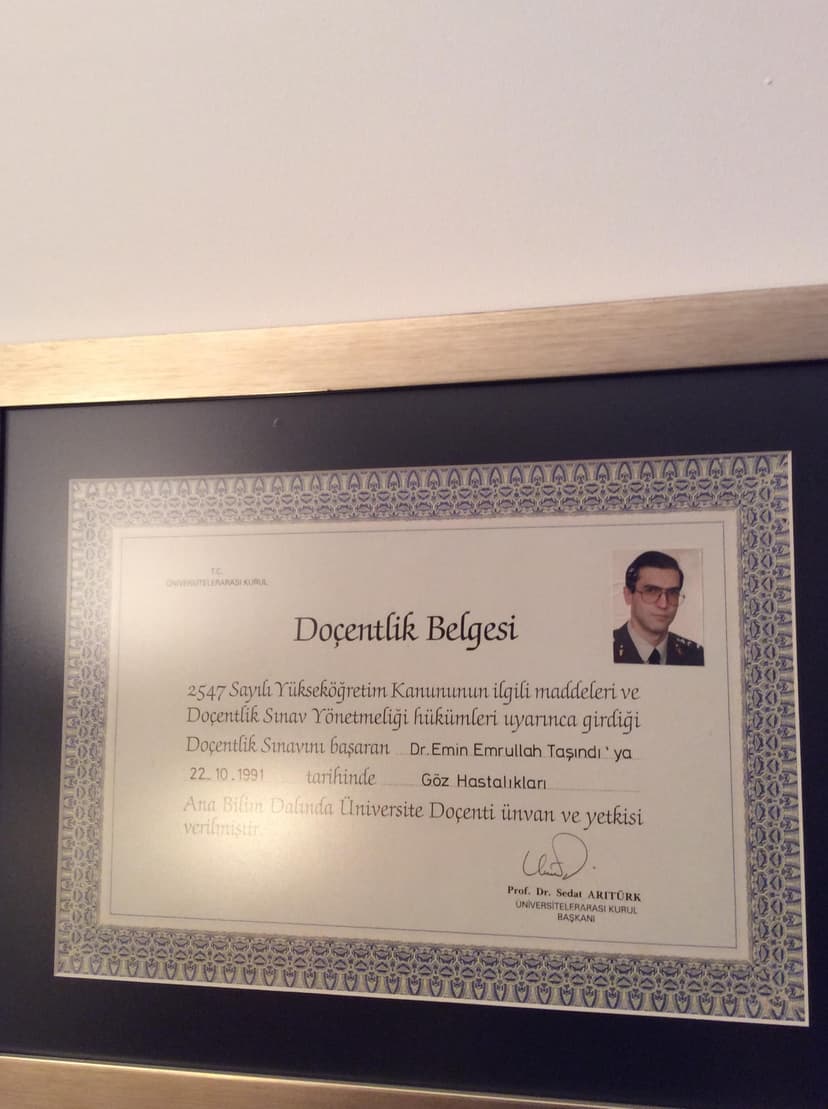 T.C.
ÜNİVERSİTELERARASI KURUL
Doçentlik Belgesi
2547 Sayılı Yükseköğretim Kanununun ilgili maddeleri ve
Doçentlik Sınav Yönetmeliği hükümleri uyarınca girdiği
Doçentlik Sınavını başaran Dr.Emin Emrullah Taşındı'ya
22.10.1991 tarihinde Göz Hastalıkları
Ana Bilim Dalında Üniversite Doçenti ünvan ve yetkisi
verilmiştir.
Prof. Dr. Sedat ARITÜRK
ÜNİVERSİTELERARASI KURUL
BAŞKANI